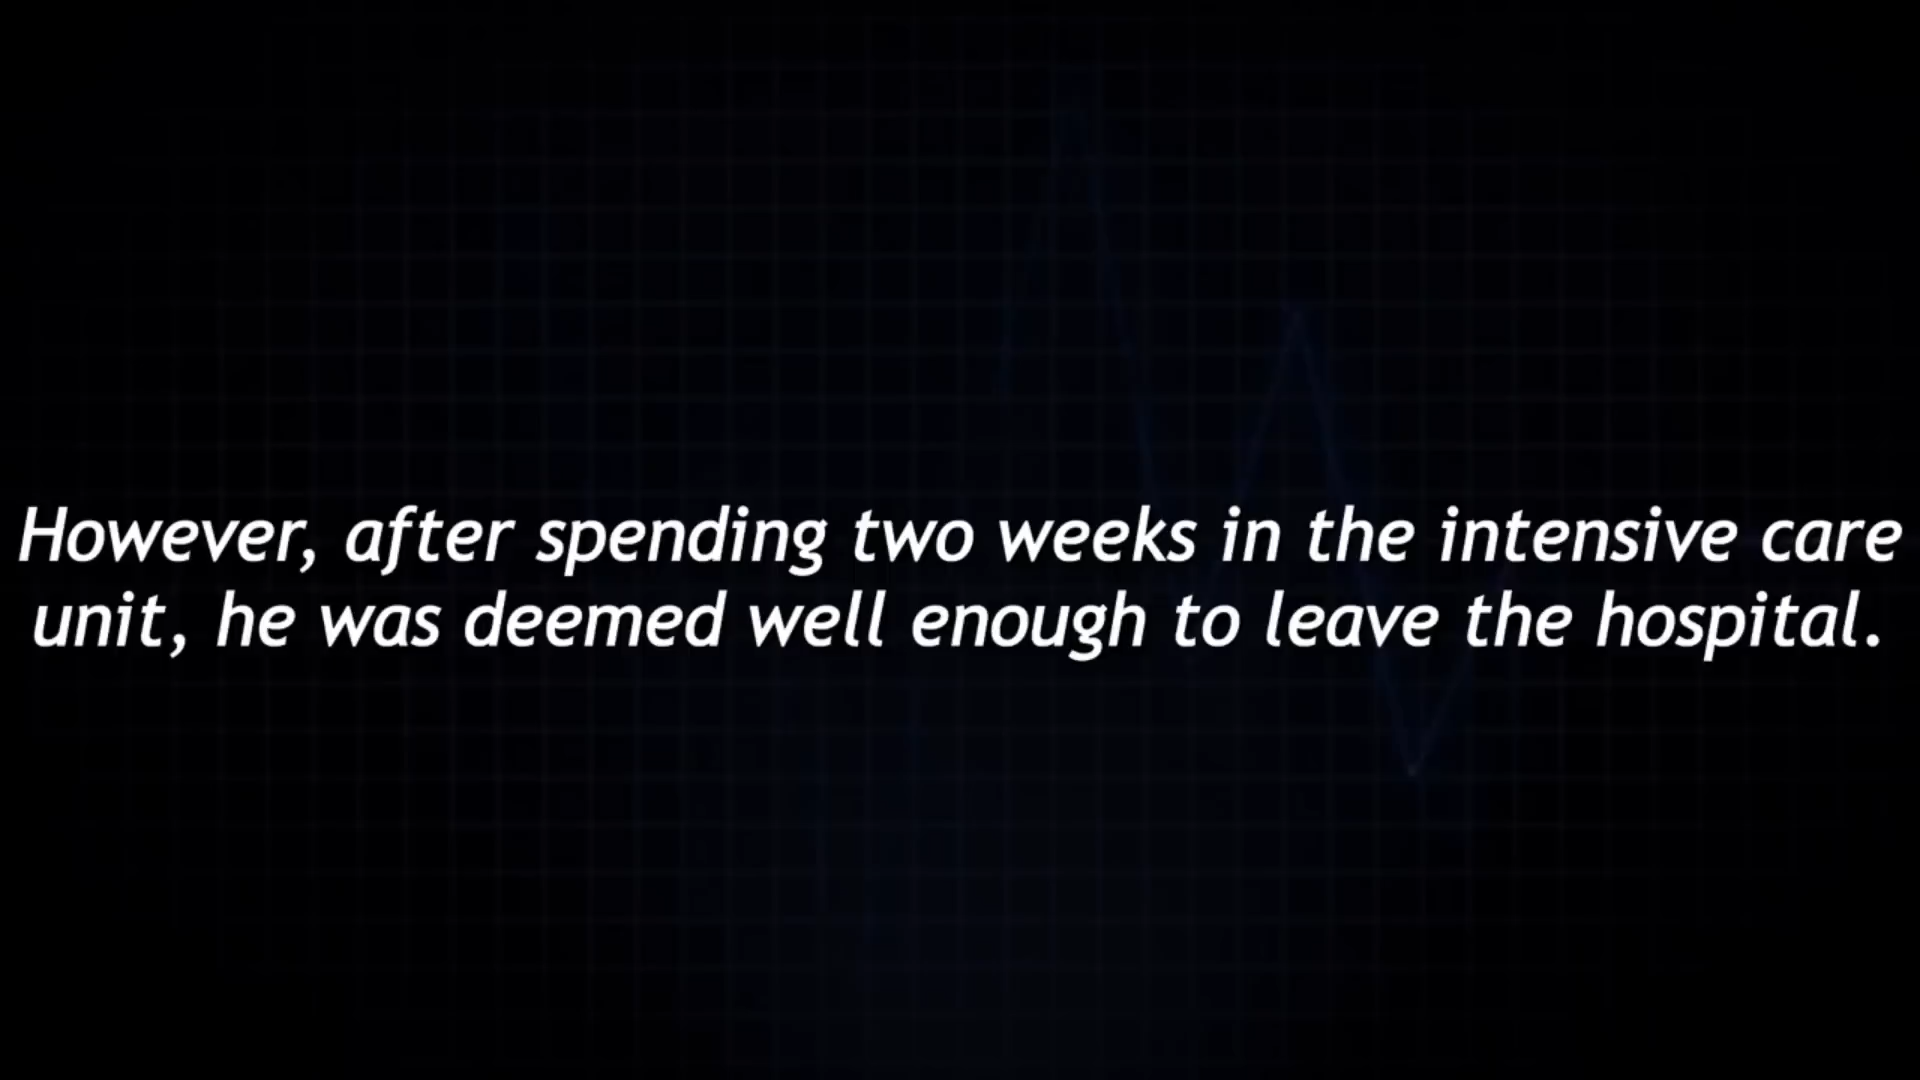 However, after spending two weeks in the intensive care
unit, he was deemed well enough to leave the hospital.